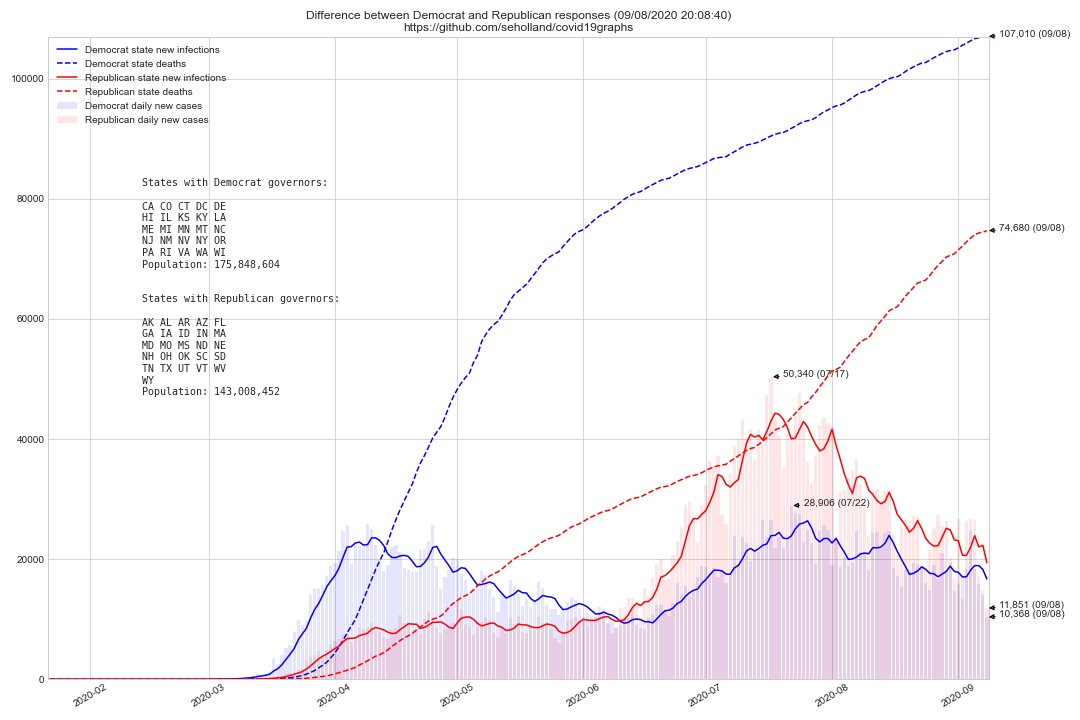 Difference between Democrat and Republican responses (09/08/2020 20:08:40)
https://github.com/seholland/covid19graphs
Democrat state new infections
Democrat state deaths
Republican state new infections
Republican state deaths
Democrat daily new cases
Republican daily new cases
States with Democrat governors:
CA CO CT DC DE
HI IL KS KY LA
ME MI MN MT NC
NJ NM NV NY OR
PA RI VA WA WI
Population: 175,848,604
States with Republican governors:
AK AL AR AZ FL
GA IA ID IN MA
MD MO MS ND NE
NH OH OK SC SD
TN TX UT VT WV
WY
Population: 143,008,452
107,010 (09/08)
74,680 (09/08)
50,340 (07/17)
28,906 (07/22)
11,851 (09/08)
10,368 (09/08)
100000
80000
60000
40000
20000
0
2020-02
2020-03
2020-04
2020-05
2020-06
2020-07
2020-08
2020-09